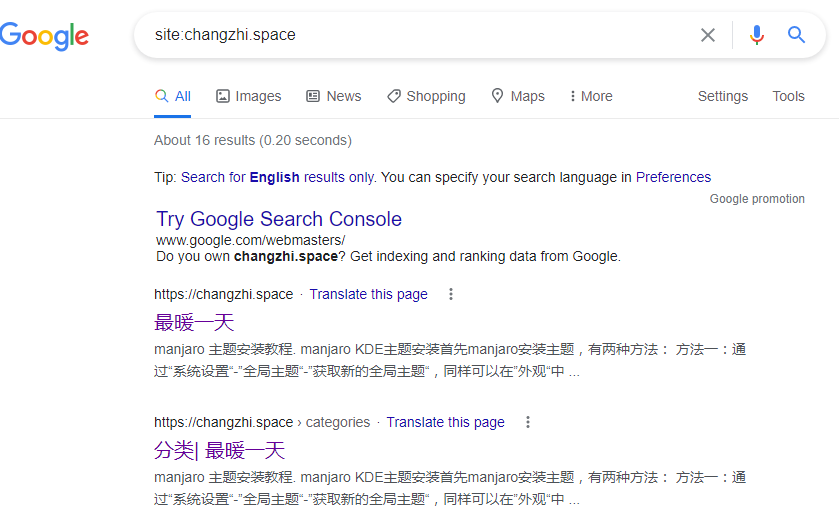 Google
site:changzhi.space
All Images News Shopping Maps More Settings Tools
About 16 results (0.20 seconds)
Tip: Search for English results only. You can specify your search language in Preferences
Google promotion
Try Google Search Console
www.google.com/webmasters/
Do you own changzhi.space? Get indexing and ranking data from Google.
https://changzhi.space · Translate this page
最暖一天
manjaro 主题安装教程. manjaro KDE主题安装首先manjaro安装主题，有两种方法： 方法一：通
过“系统设置“-”全局主题“-”获取新的全局主题“，同样可以在”外观“中 ...
https://changzhi.space › categories · Translate this page
分类| 最暖一天
manjaro 主题安装教程. manjaro KDE主题安装首先manjaro安装主题，有两种方法： 方法一：通
过“系统设置“-”全局主题“-”获取新的全局主题“，同样可以在”外观“中 ...